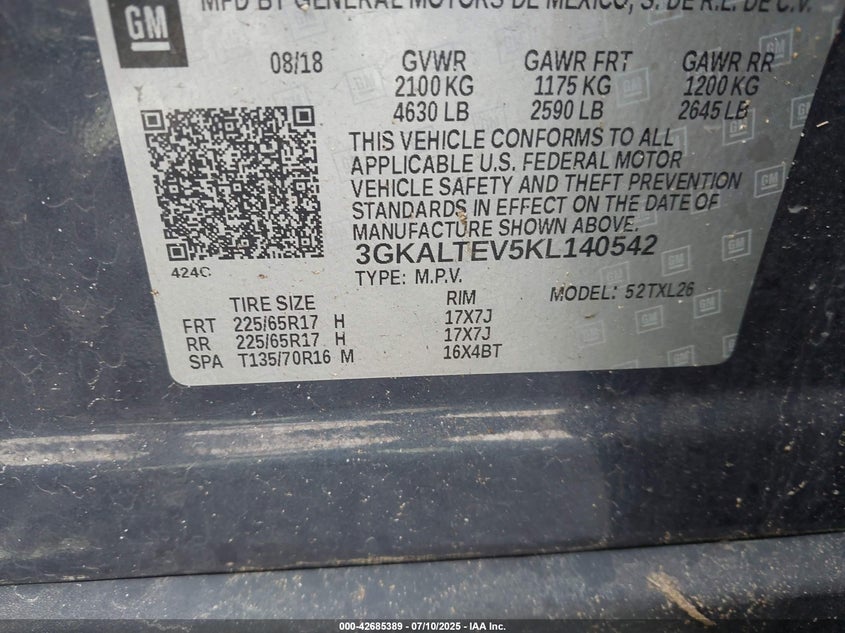 GM
MFD BY GENERAL MOTORS DE MEXICO, S. DE R.L. DE C.V.
08/18 GVWR GAWR FRT GAWR RR
2100 KG 1175 KG 1200 KG
4630 LB 2590 LB 2645 LB
THIS VEHICLE CONFORMS TO ALL
APPLICABLE U.S. FEDERAL MOTOR
VEHICLE SAFETY AND THEFT PREVENTION
STANDARDS IN EFFECT ON THE DATE OF
MANUFACTURE SHOWN ABOVE.
3GKALTEV5KL140542
424C
TYPE: M.P.V.
MODEL: 52TXL26
TIRE SIZE RIM
FRT 225/65R17 H 17X7J
RR 225/65R17 H 17X7J
SPA T135/70R16 M 16X4BT
000-42685389 - 07/10/2025 - IAA Inc.